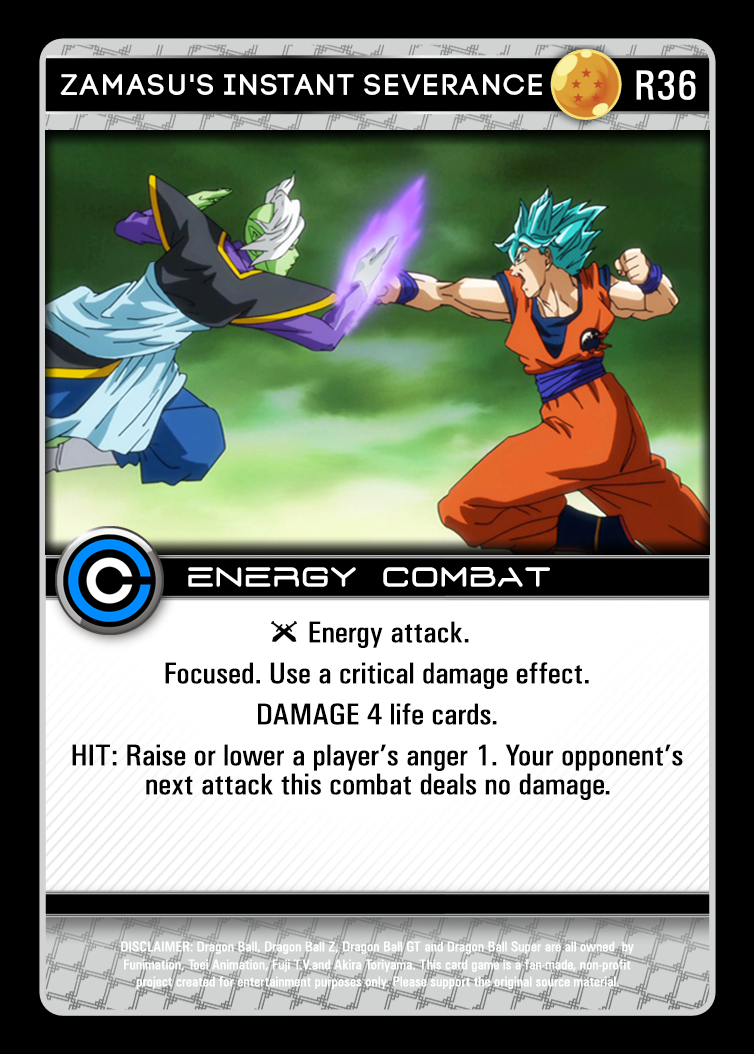 ZAMASU'S INSTANT SEVERANCE R36
ENERGY COMBAT
Energy attack.
Focused. Use a critical damage effect.
DAMAGE 4 life cards.
HIT: Raise or lower a player's anger 1. Your opponent's
next attack this combat deals no damage.
DISCLAIMER: Dragon Ball, Dragon Ball Z, Dragon Ball GT and Dragon Ball Super are all owned by
Funimation, Toei Animation, Fuji T.V.and Akira Toriyama. This card game is a fan-made, non-profit
project created for entertainment purposes only. Please support the original source material.